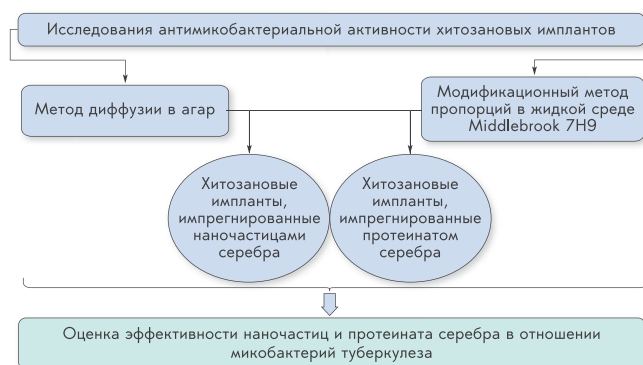 Исследования антимикобактериальной активности хитозановых имплантов
Метод диффузии в агар
Модификационный метод
пропорций в жидкой среде
Middlebrook 7H9
Хитозановые
импланты,
импрегнированные
наночастицами
серебра
Хитозановые
импланты,
импрегнированные
протеинатом
серебра
Оценка эффективности наночастиц и протеината серебра в отношении
микобактерий туберкулеза